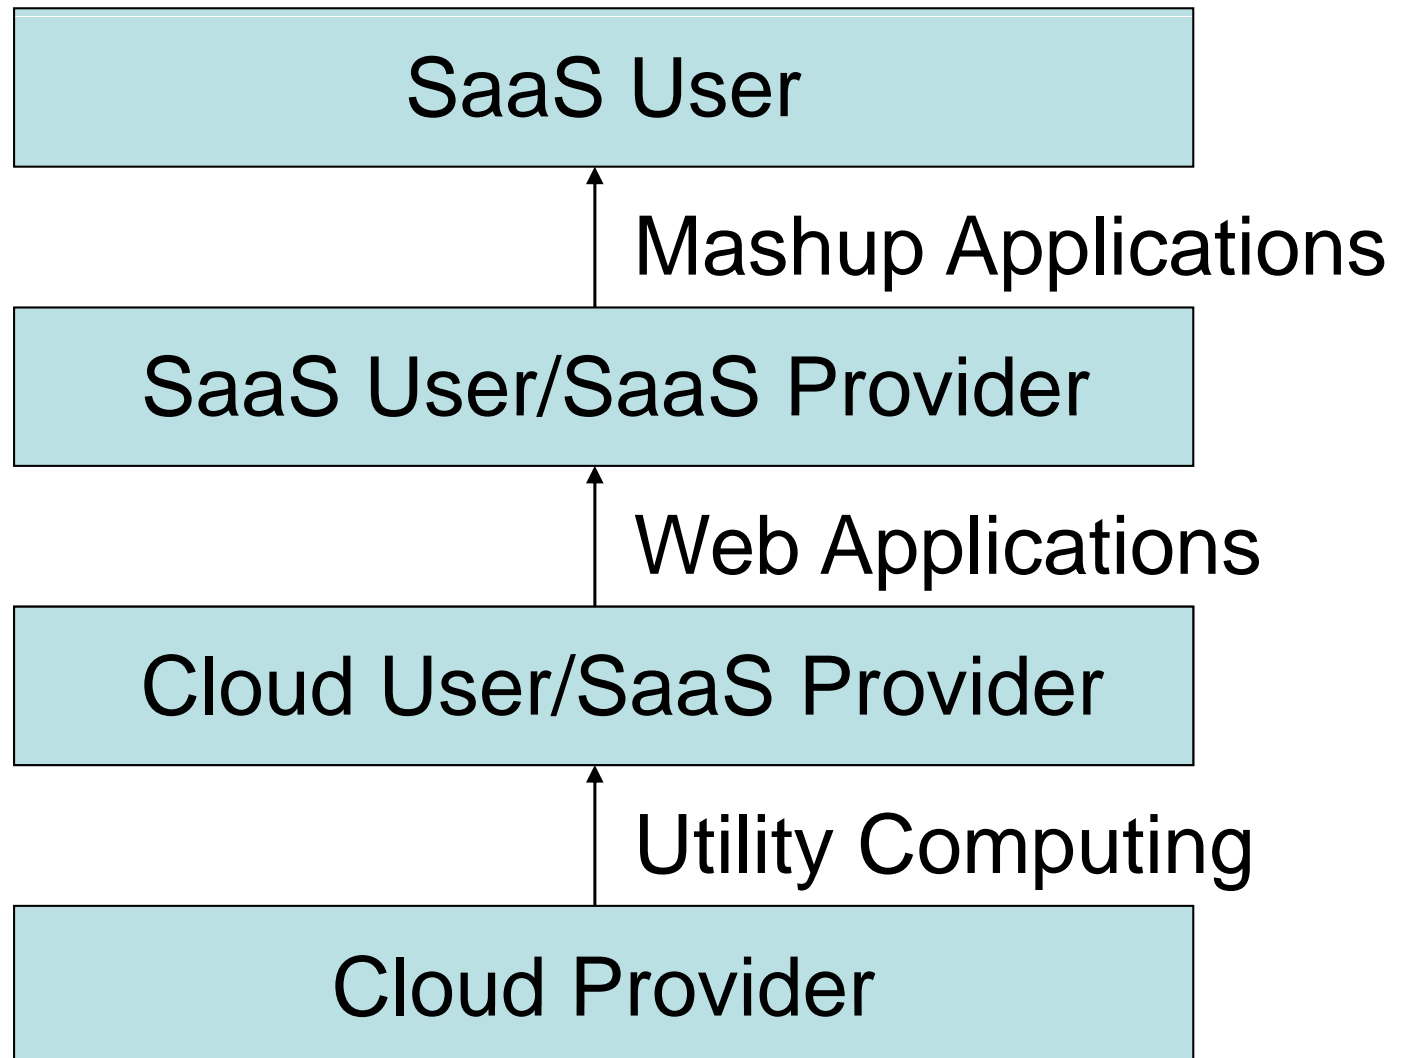 SaaS User
Mashup Applications
SaaS User/SaaS Provider
Web Applications
Cloud User/SaaS Provider
Utility Computing
Cloud Provider